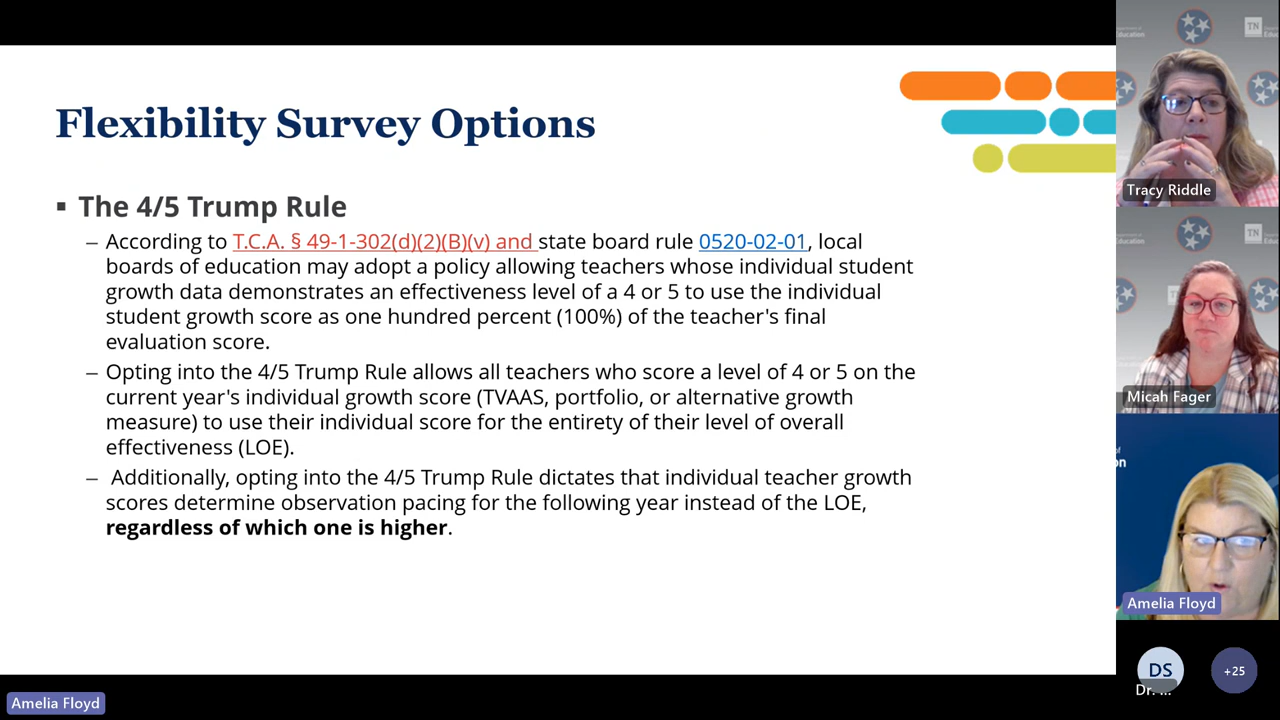 Flexibility Survey Options
▪ The 4/5 Trump Rule
– According to T.C.A. § 49-1-302(d)(2)(B)(v) and state board rule 0520-02-01, local
boards of education may adopt a policy allowing teachers whose individual student
growth data demonstrates an effectiveness level of a 4 or 5 to use the individual
student growth score as one hundred percent (100%) of the teacher's final
evaluation score.
– Opting into the 4/5 Trump Rule allows all teachers who score a level of 4 or 5 on the
current year's individual growth score (TVAAS, portfolio, or alternative growth
measure) to use their individual score for the entirety of their level of overall
effectiveness (LOE).
– Additionally, opting into the 4/5 Trump Rule dictates that individual teacher growth
scores determine observation pacing for the following year instead of the LOE,
regardless of which one is higher.
Amelia Floyd
TN
Tracy Riddle
Micah Fager
Amelia Floyd
DS
Dr. ...
+25